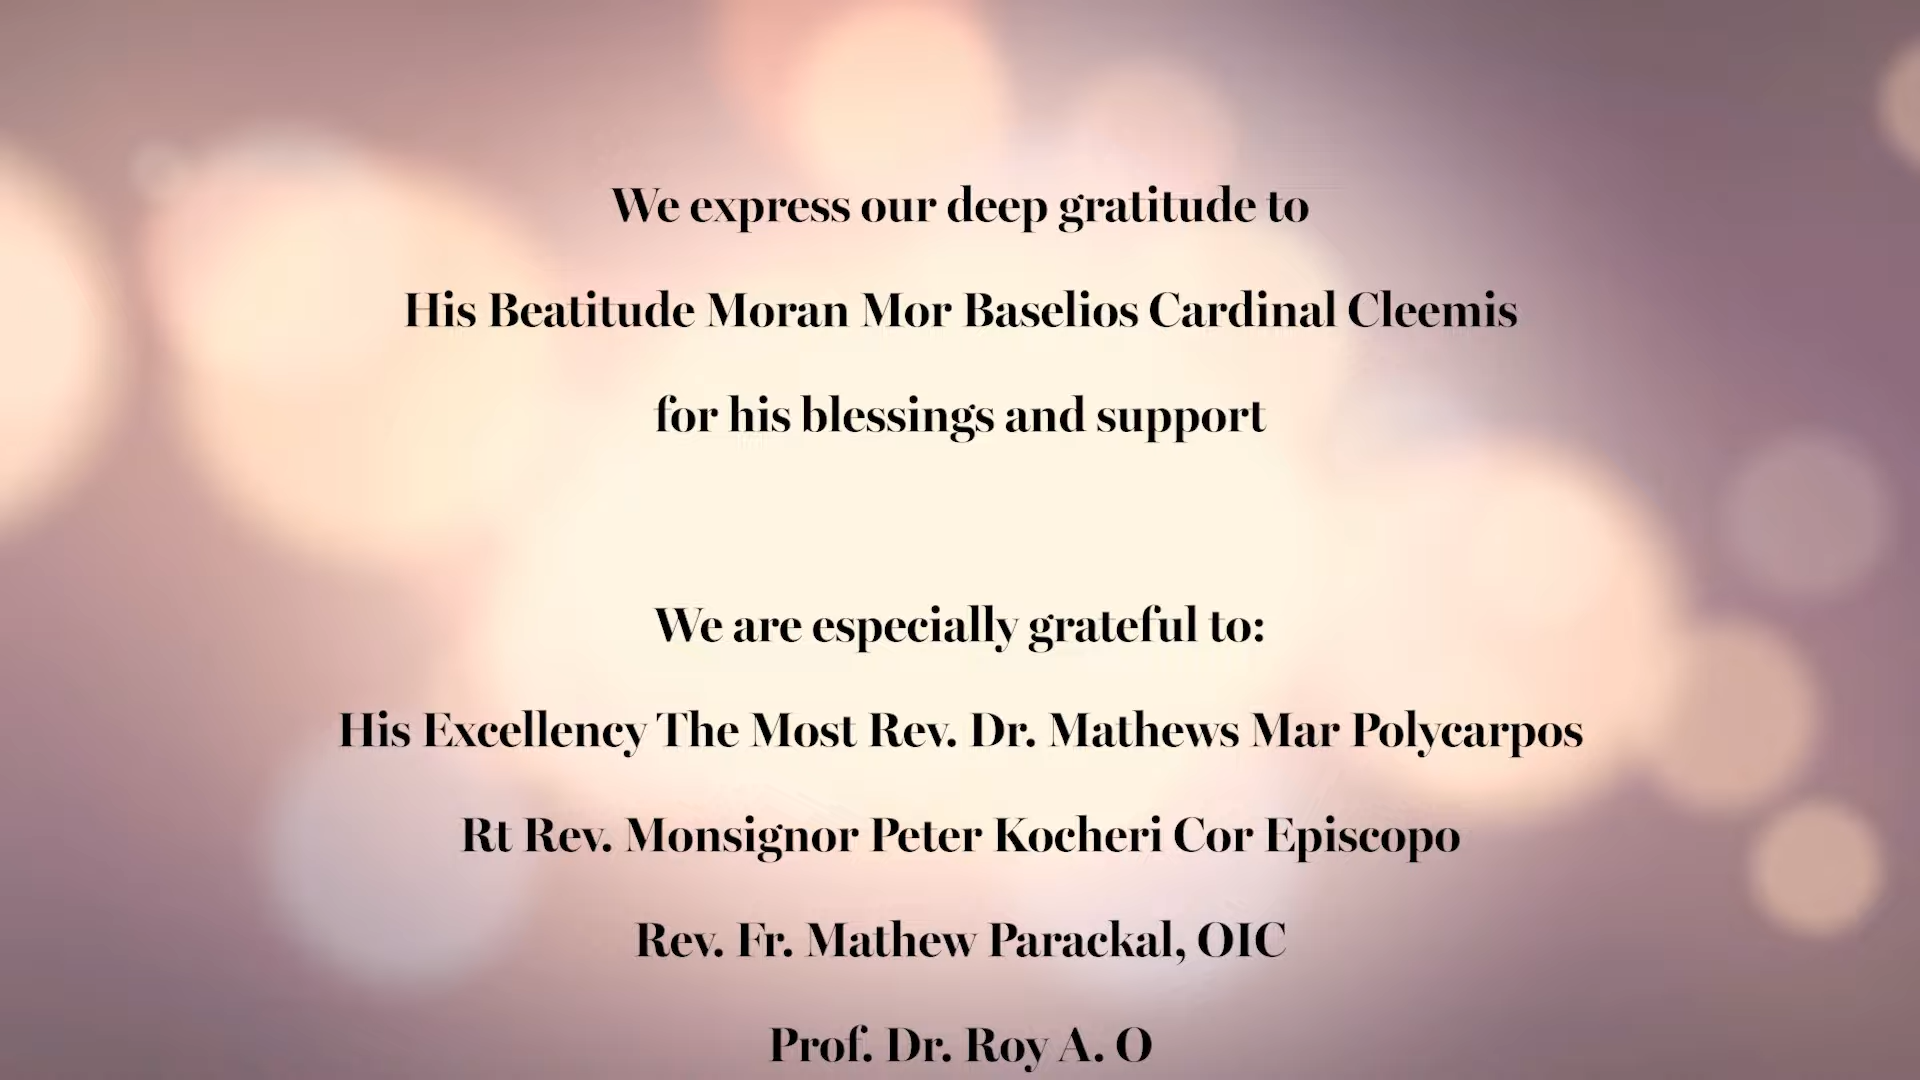 We express our deep gratitude to
His Beatitude Moran Mor Baselios Cardinal Cleemis
for his blessings and support
We are especially grateful to:
His Excellency The Most Rev. Dr. Mathews Mar Polycarpos
Rt Rev. Monsignor Peter Kocheri Cor Episcopo
Rev. Fr. Mathew Parackal, OIC
Prof. Dr. Roy A. O